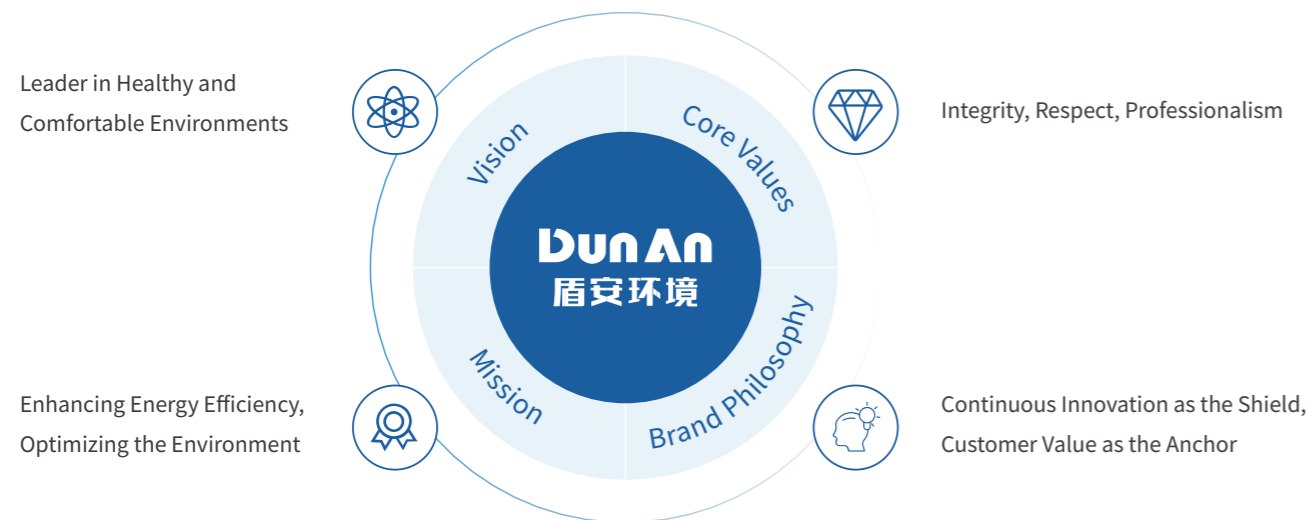 Leader in Healthy and
Comfortable Environments
Vision
Core Values
Integrity, Respect, Professionalism
DunAn
盾安环境
Enhancing Energy Efficiency,
Optimizing the Environment
Mission
Brand Philosophy
Continuous Innovation as the Shield,
Customer Value as the Anchor